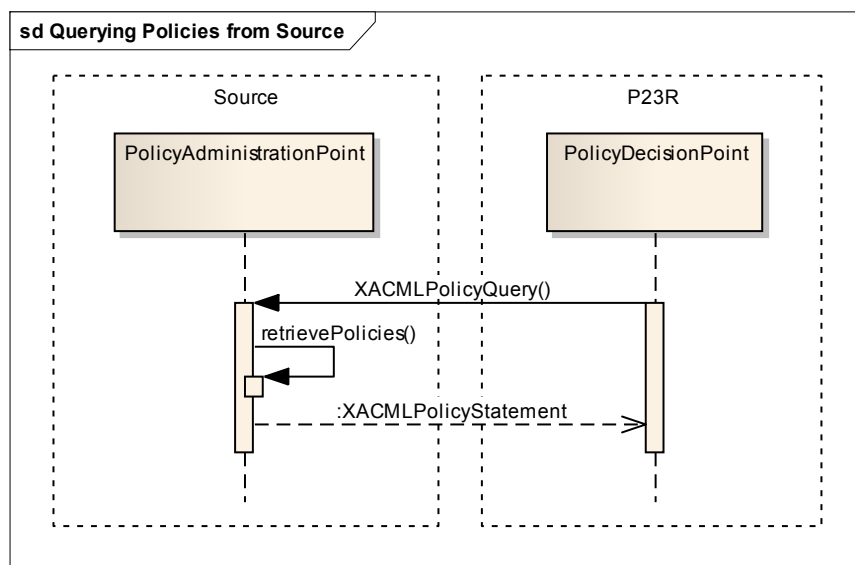 sd Querying Policies from Source
Source
P23R
PolicyAdministrationPoint
PolicyDecisionPoint
XACMLPolicyQuery()
retrievePolicies()
:XACMLPolicyStatement